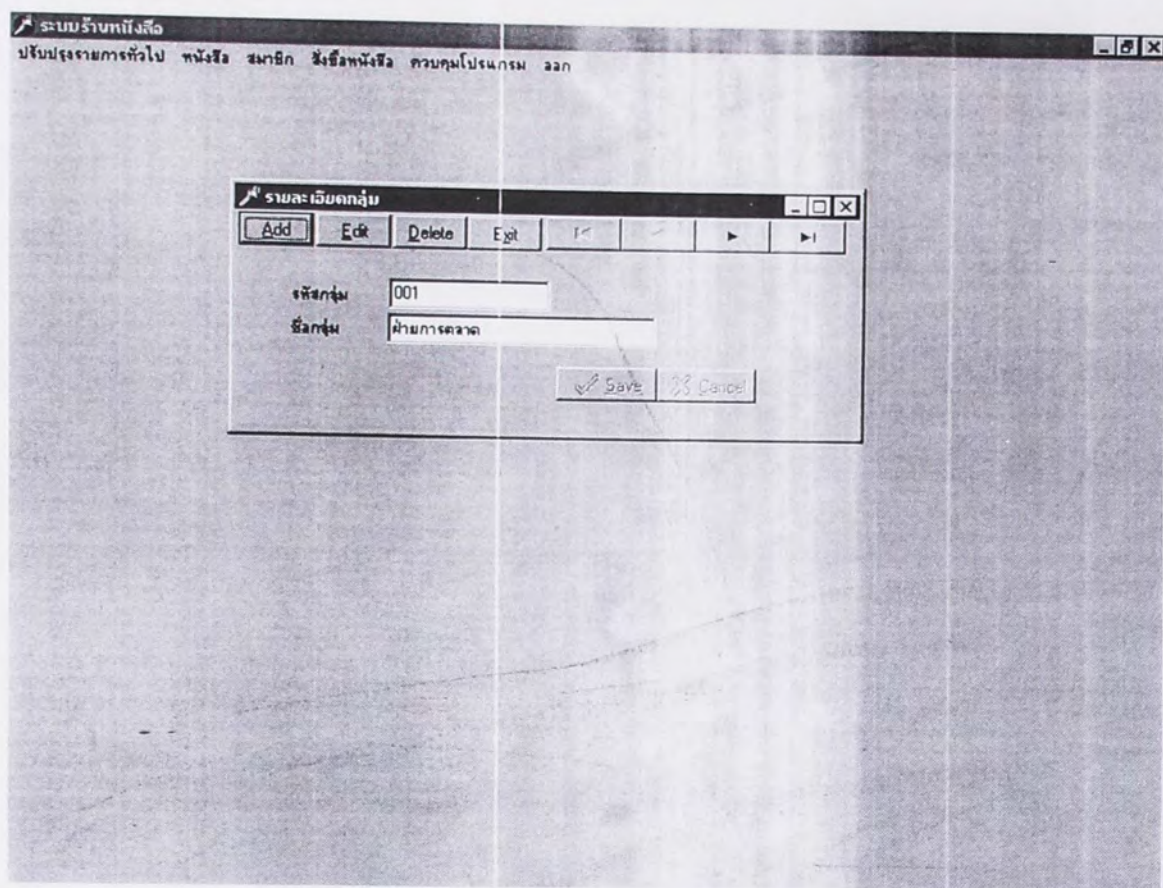 ระบบร้านหนังสือ
ปรับปรุงรายการทั่วไป หนังสือ สมาชิก สั่งซื้อหนังสือ ควบคุมโปรแกรม ออก
รายละเอียดกลุ่ม
Add Edit Delete Exit
รหัสกลุ่ม 001
ชื่อกลุ่ม ฝ่ายการตลาด
Save Cancel